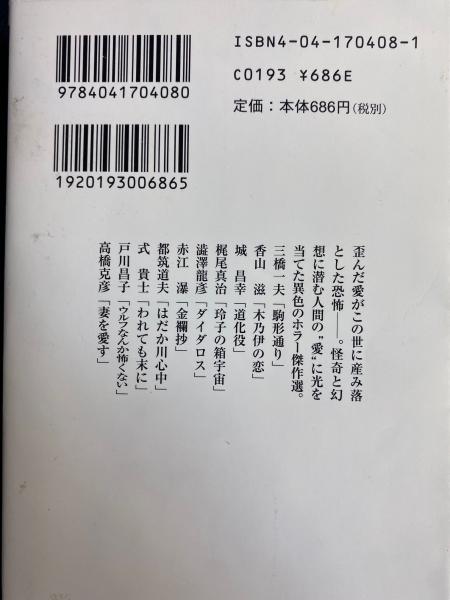 ISBN4-04-170408-1
C0193 ¥686E
定価：本体686円（税別）
9784041704080
1920193006865
歪んだ愛がこの世に産み落
とした恐怖――。怪奇と幻
想に潜む人間の〝愛〟に光を
当てた異色のホラー傑作選。
三橋一夫「駒形通り」
香山　滋「木乃伊の恋」
城　昌幸「道化役」
梶尾真治「玲子の箱宇宙」
澁澤龍彦「ダイダロス」
赤江　瀑「金襴抄」
都筑道夫「はだか川心中」
式　貴士「われても末に」
戸川昌子「ウルフなんか怖くない」
高橋克彦「妻を愛す」